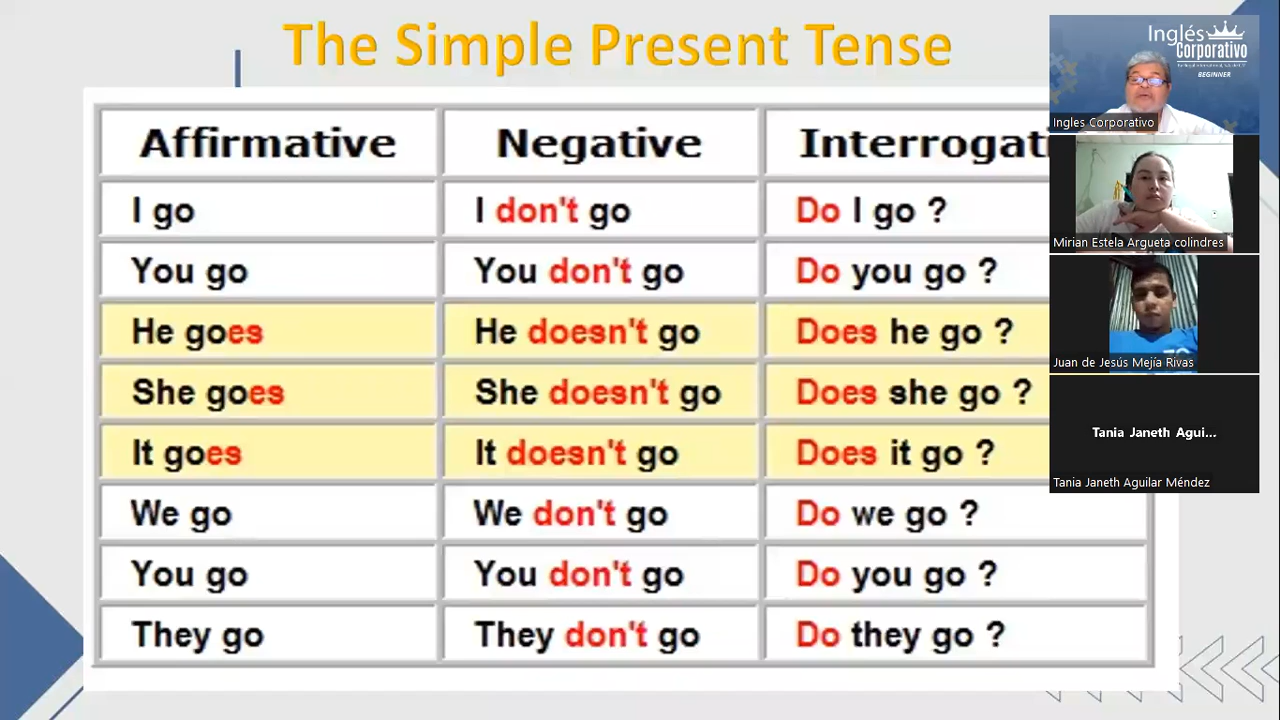 The Simple Present Tense
Affirmative Negative Interrogati
I go I don't go Do I go ?
You go You don't go Do you go ?
He goes He doesn't go Does he go ?
She goes She doesn't go Does she go ?
It goes It doesn't go Does it go ?
We go We don't go Do we go ?
You go You don't go Do you go ?
They go They don't go Do they go ?
Inglés
Corporativo
BEGINNER
Ingles Corporativo
Mirian Estela Argueta colindres
Juan de Jesús Mejía Rivas
Tania Janeth Agui...
Tania Janeth Aguilar Méndez